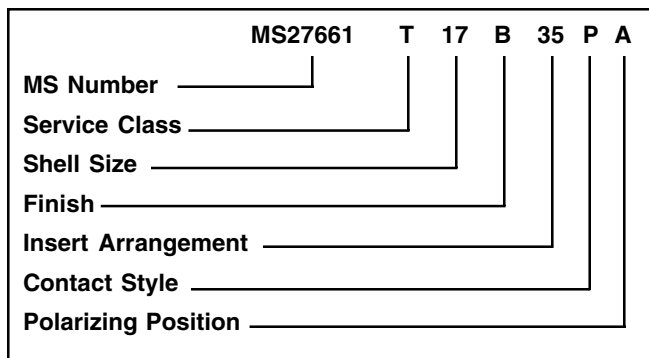 MS27661 T 17 B 35 P A
MS Number
Service Class
Shell Size
Finish
Insert Arrangement
Contact Style
Polarizing Position